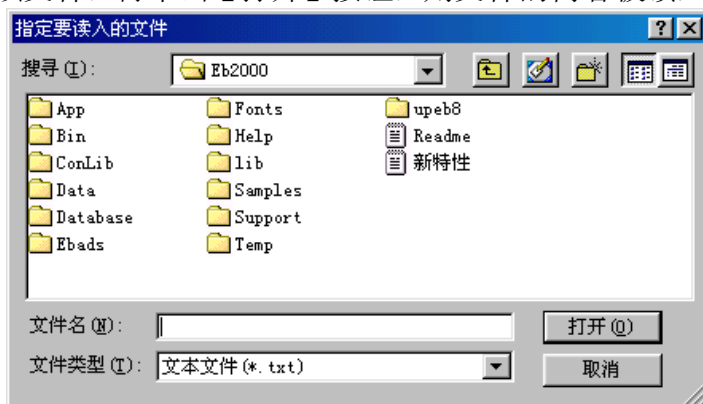 指定要读入的文件
搜寻(I):
Eb2000
App
Bin
ConLib
Data
Database
Ebads
Fonts
Help
lib
Samples
Support
Temp
upeb8
Readme
新特性
文件名(N):
打开(O)
文件类型(T):
文本文件(*.txt)
取消